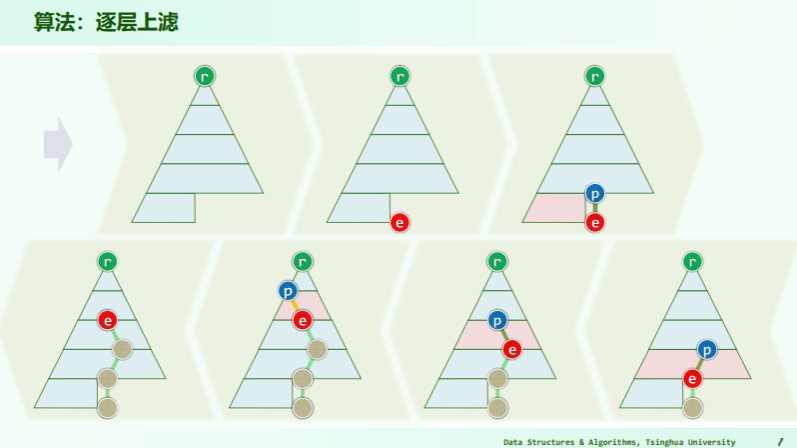 算法：逐层上滤
r
r
r
p
e
e
r
r
r
r
p
e
e
p
e
p
e
Data Structures & Algorithms, Tsinghua University
7